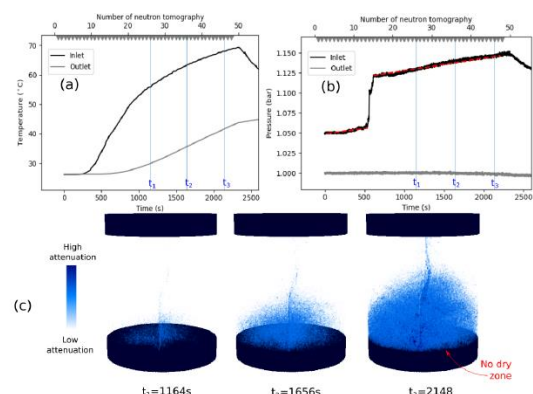 Number of neutron tomography
0 10 20 30 40 50
Temperature (°C)
70
60
50
40
30
Inlet
Outlet
(a)
t₁ t₂ t₃
0 500 1000 1500 2000 2500
Time (s)
Number of neutron tomography
0 10 20 30 40 50
Pressure (bar)
1.150
1.125
1.100
1.075
1.050
1.025
1.000
Inlet
Outlet
(b)
t₁ t₂ t₃
0 500 1000 1500 2000 2500
Time (s)
High
attenuation
Low
attenuation
(c)
No dry
zone
=1164s
=1656s
=2148